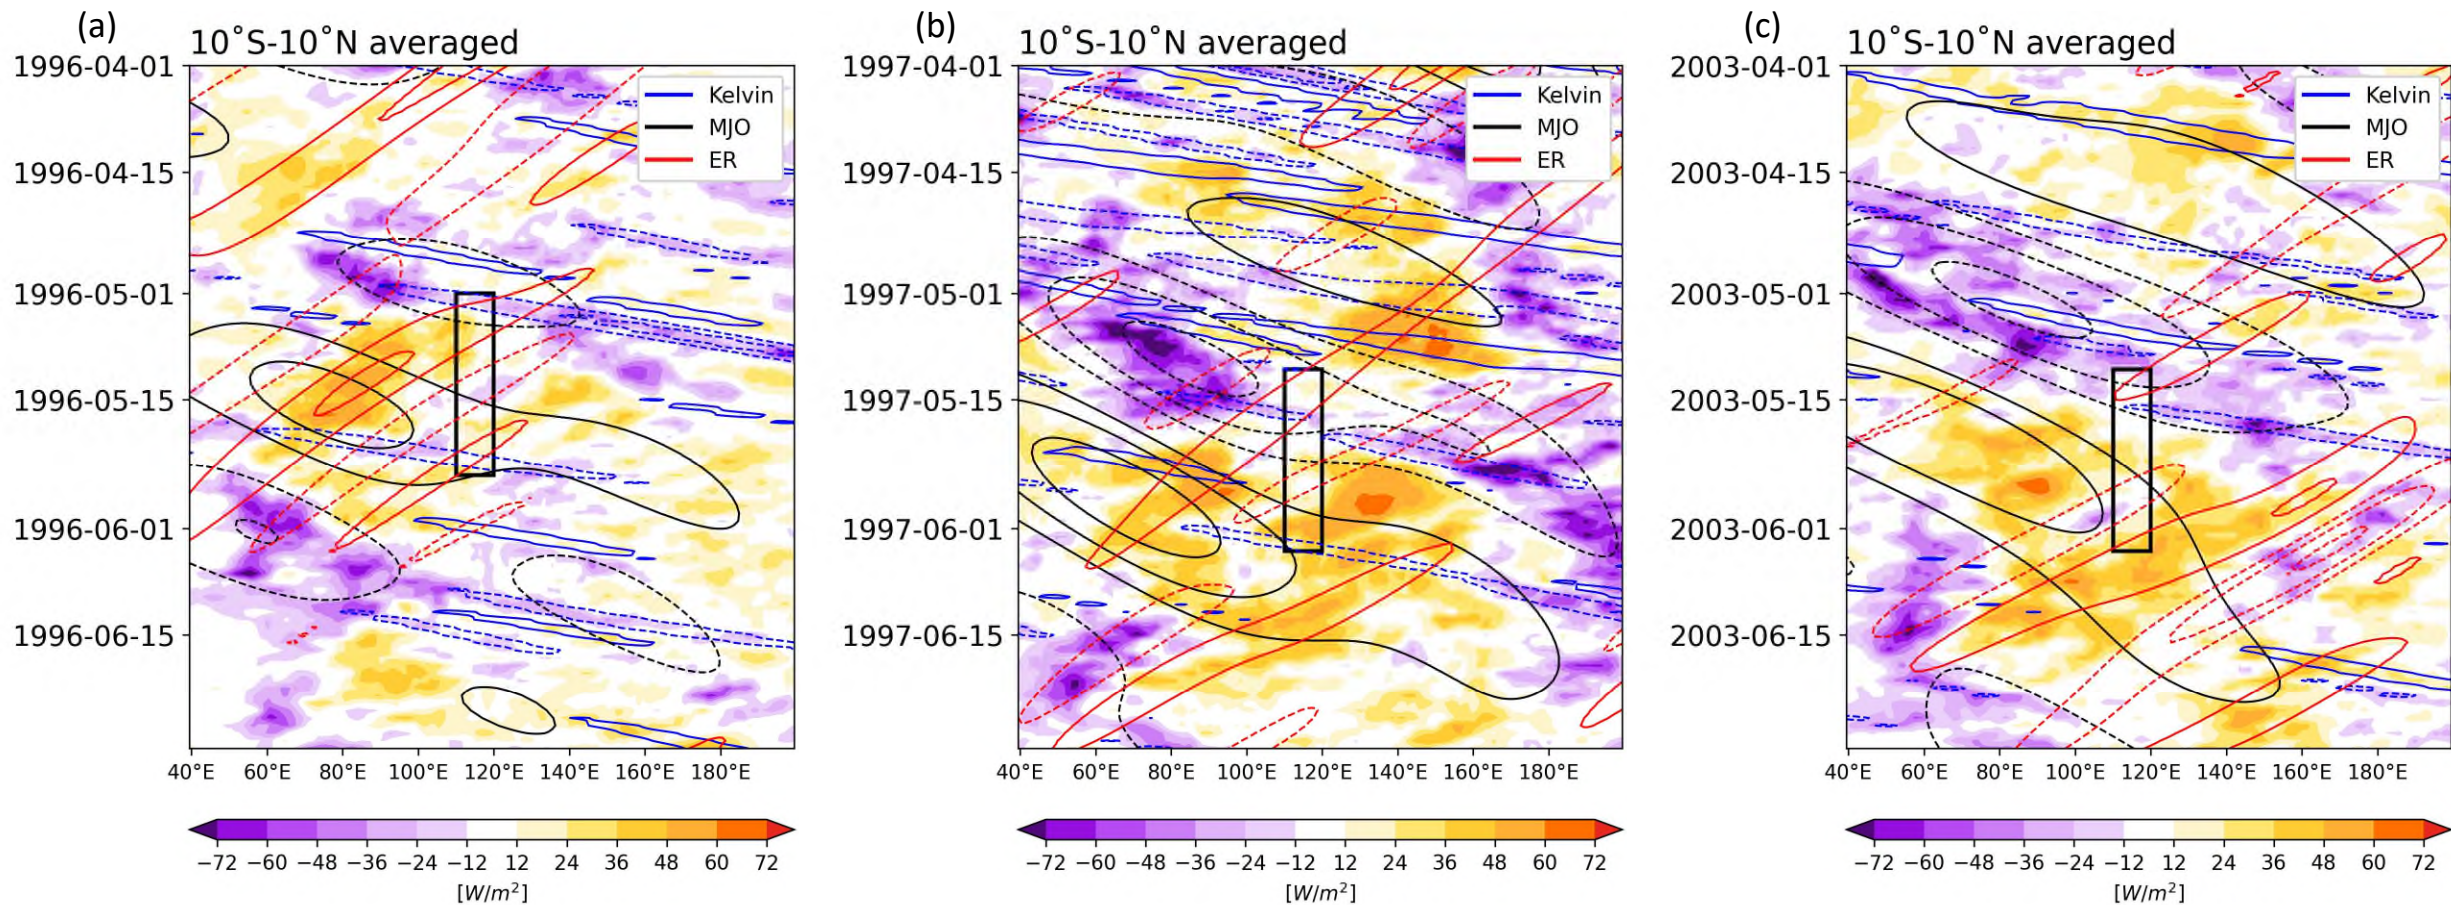 (a)
10˚S-10˚N averaged
1996-04-01
1996-04-15
1996-05-01
1996-05-15
1996-06-01
1996-06-15
Kelvin
MJO
ER
40°E 60°E 80°E 100°E 120°E 140°E 160°E 180°E
−72 −60 −48 −36 −24 −12 12 24 36 48 60 72
[W/m²]
(b)
10˚S-10˚N averaged
1997-04-01
1997-04-15
1997-05-01
1997-05-15
1997-06-01
1997-06-15
Kelvin
MJO
ER
40°E 60°E 80°E 100°E 120°E 140°E 160°E 180°E
−72 −60 −48 −36 −24 −12 12 24 36 48 60 72
[W/m²]
(c)
10˚S-10˚N averaged
2003-04-01
2003-04-15
2003-05-01
2003-05-15
2003-06-01
2003-06-15
Kelvin
MJO
ER
40°E 60°E 80°E 100°E 120°E 140°E 160°E 180°E
−72 −60 −48 −36 −24 −12 12 24 36 48 60 72
[W/m²]